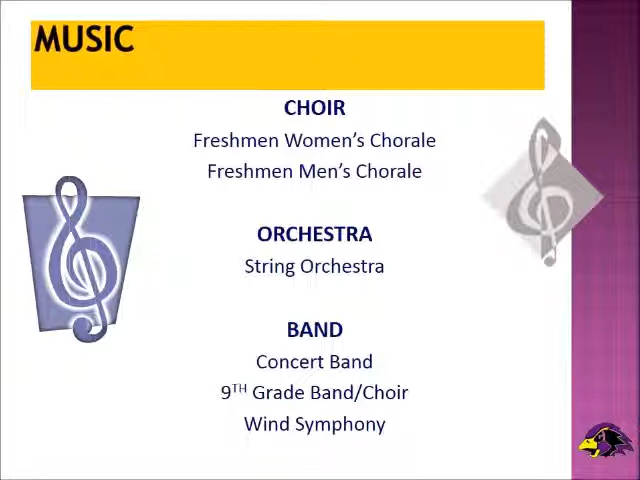 MUSIC
CHOIR
Freshmen Women's Chorale
Freshmen Men's Chorale
ORCHESTRA
String Orchestra
BAND
Concert Band
9TH Grade Band/Choir
Wind Symphony